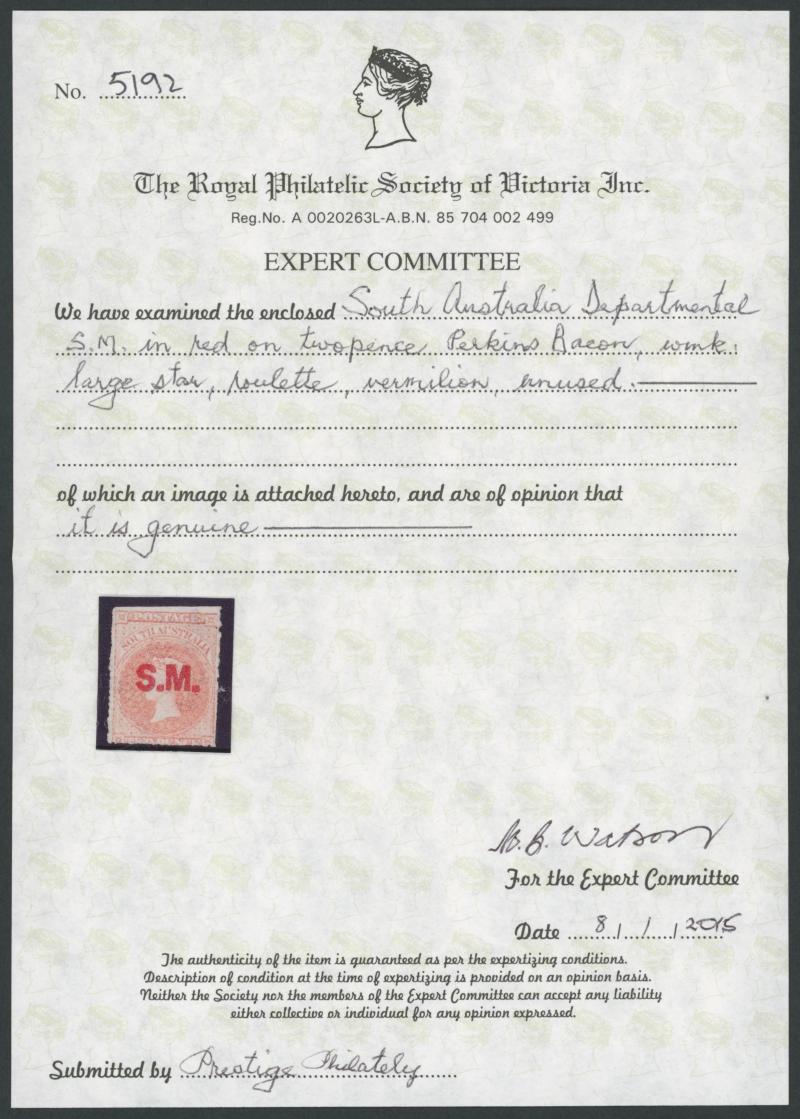 No. 5192
The Royal Philatelic Society of Victoria Inc.
Reg.No. A 0020263L-A.B.N. 85 704 002 499
EXPERT COMMITTEE
We have examined the enclosed South Australia Departmental
S.M. in red on twopence Perkins Bacon, wmk.
large star, roulette, vermilion, unused.
of which an image is attached hereto, and are of opinion that
it is genuine
POSTAGE
SOUTH AUSTRALIA
S.M.
Watson
For the Expert Committee
Date 8/1/2015
The authenticity of the item is guaranteed as per the expertizing conditions.
Description of condition at the time of expertizing is provided on an opinion basis.
Neither the Society nor the members of the Expert Committee can accept any liability
either collective or individual for any opinion expressed.
Submitted by Prestige Philately